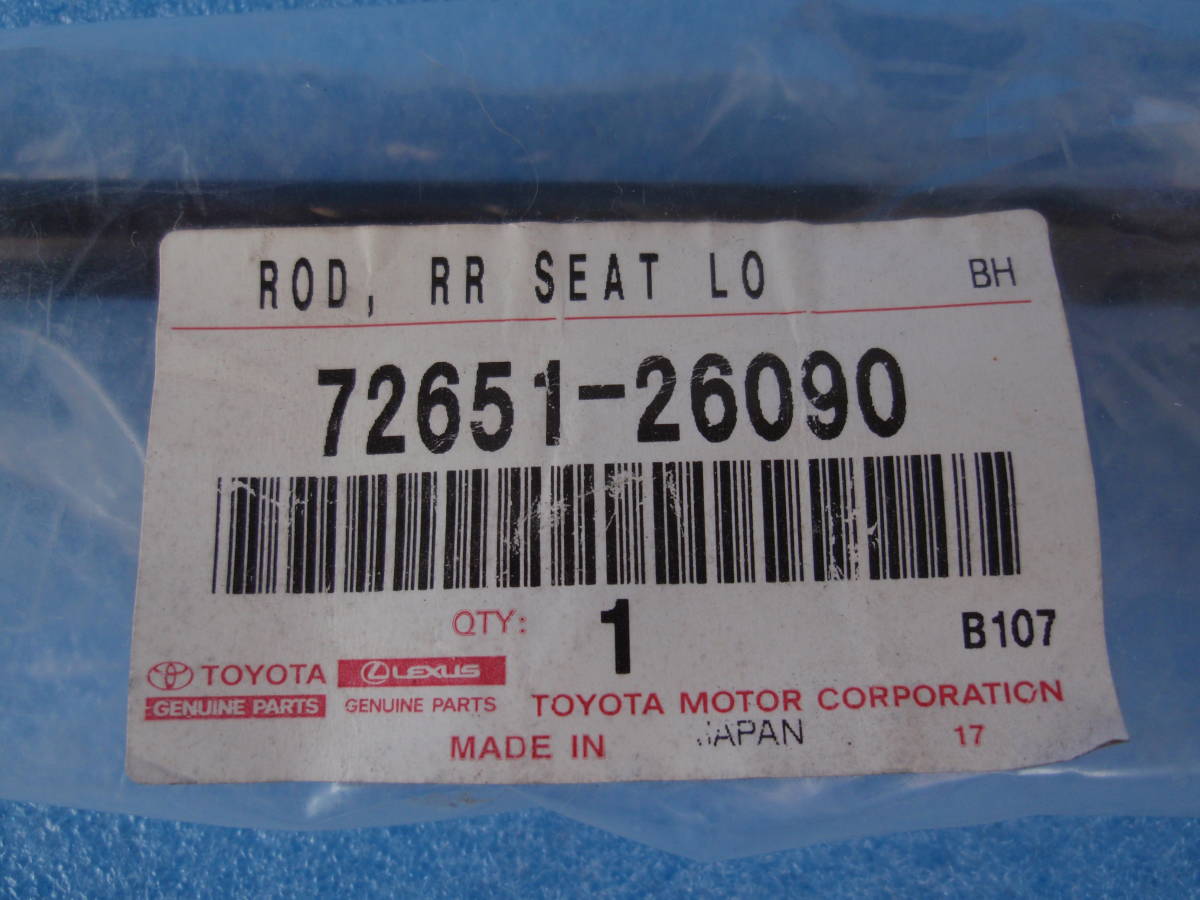 ROD, RR SEAT LO BH
72651-26090
QTY: 1 B107
TOYOTA LEXUS
GENUINE PARTS GENUINE PARTS TOYOTA MOTOR CORPORATION
MADE IN JAPAN 17